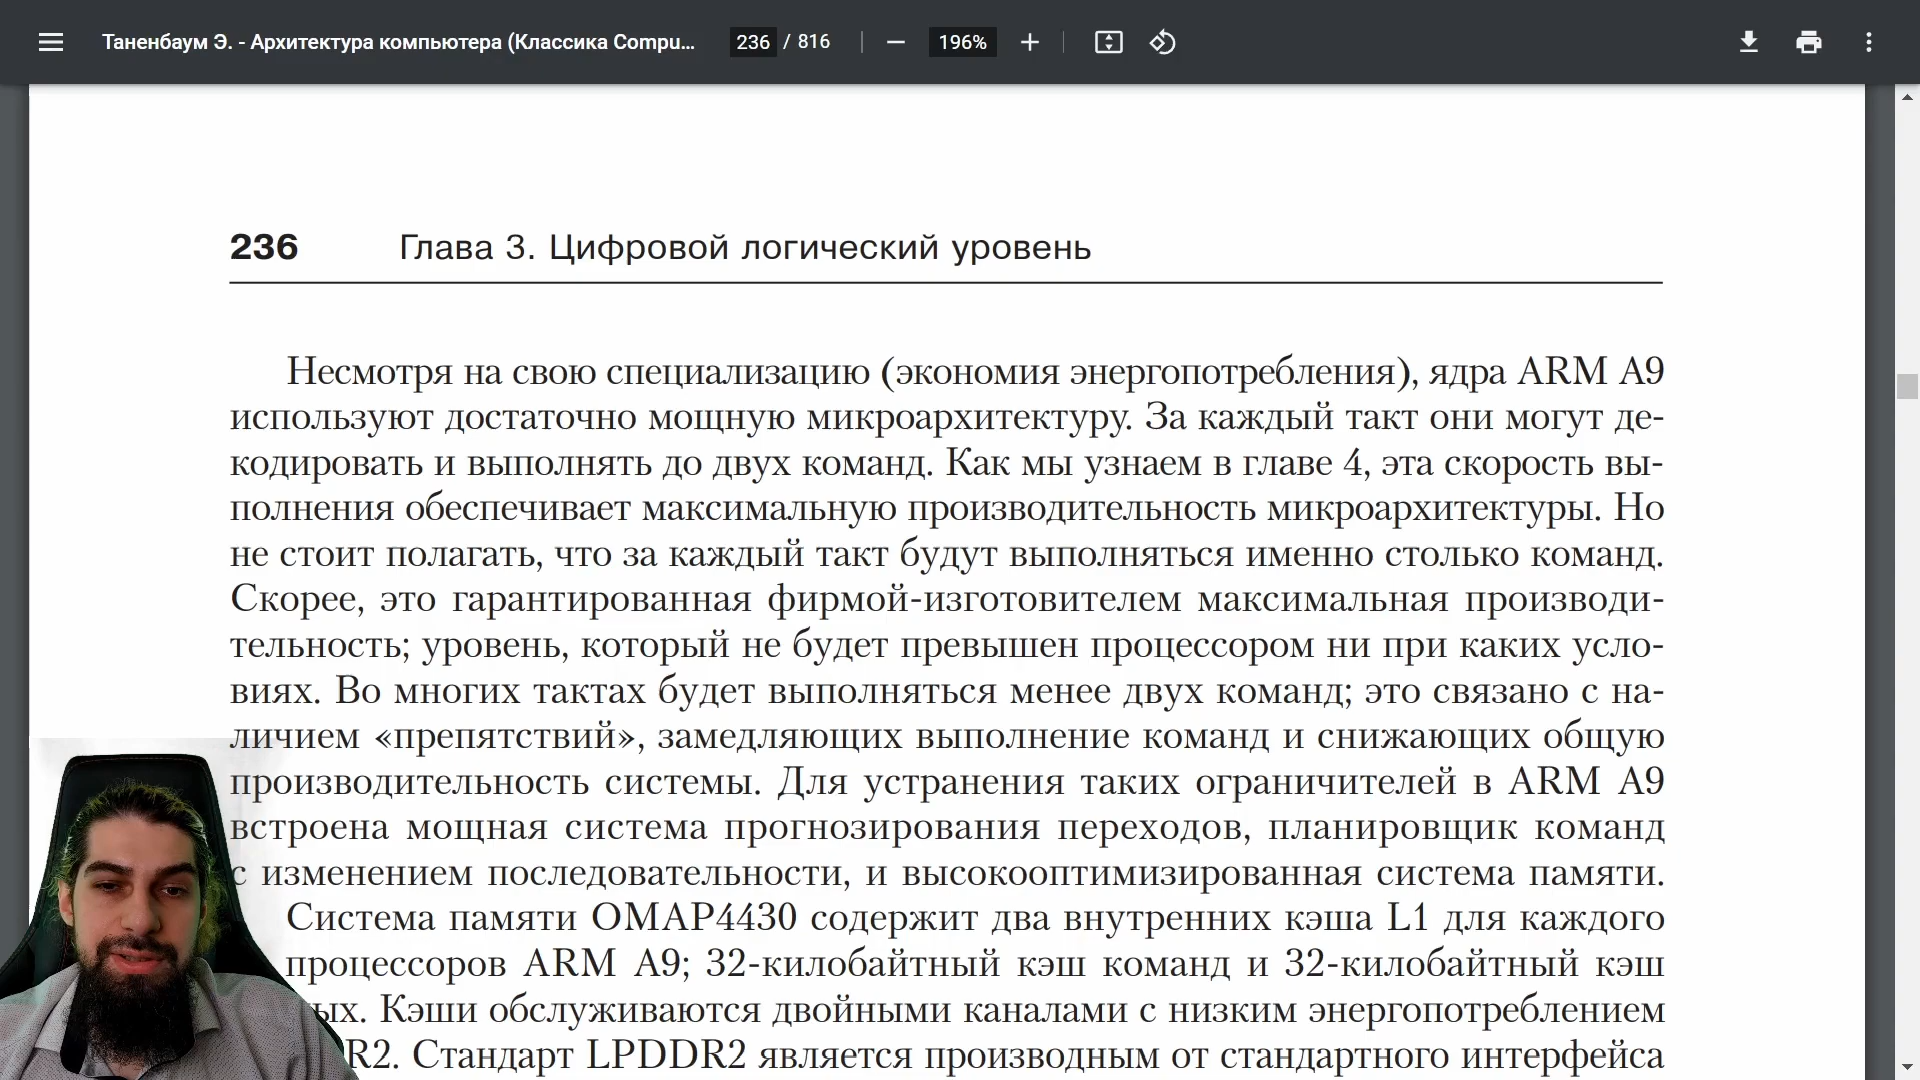 Таненбаум Э. - Архитектура компьютера (Классика Compu...
236 / 816
196%
236 Глава 3. Цифровой логический уровень
Несмотря на свою специализацию (экономия энергопотребления), ядра ARM A9
используют достаточно мощную микроархитектуру. За каждый такт они могут де-
кодировать и выполнять до двух команд. Как мы узнаем в главе 4, эта скорость вы-
полнения обеспечивает максимальную производительность микроархитектуры. Но
не стоит полагать, что за каждый такт будут выполняться именно столько команд.
Скорее, это гарантированная фирмой-изготовителем максимальная производи-
тельность; уровень, который не будет превышен процессором ни при каких усло-
виях. Во многих тактах будет выполняться менее двух команд; это связано с на-
личием «препятствий», замедляющих выполнение команд и снижающих общую
производительность системы. Для устранения таких ограничителей в ARM A9
встроена мощная система прогнозирования переходов, планировщик команд
с изменением последовательности, и высокооптимизированная система памяти.
Система памяти OMAP4430 содержит два внутренних кэша L1 для каждого
процессоров ARM A9; 32-килобайтный кэш команд и 32-килобайтный кэш
ых. Кэши обслуживаются двойными каналами с низким энергопотреблением
R2. Стандарт LPDDR2 является производным от стандартного интерфейса